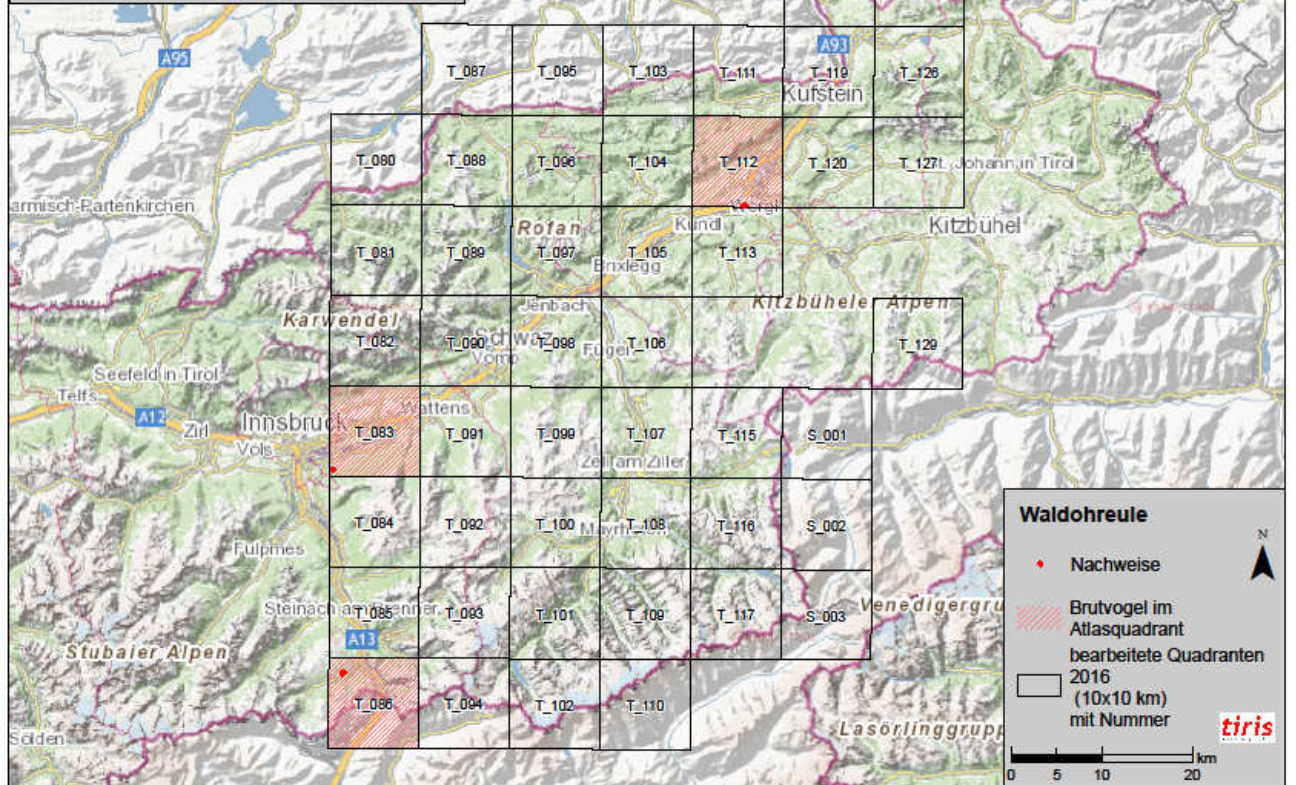 A95
A93
T_087 T_095 T_103 T_111 T_119 T_126
Kufstein
T_080 T_088 T_096 T_104 T_112 T_120 T_127 t. Johann in Tirol
armisch-Partenkirchen
Wörgl
Rofan
Kundl
Kitzbühel
T_081 T_089 T_097 T_105 T_113
Brixlegg
Jenbach
Kitzbüheler Alpen
Karwendel
Schwaz
T_082 T_090 T_098 T_106 T_129
Vomp
Fügen
Seefeld in Tirol
Telfs
A12
Zirl
Innsbruck
Wattens
Völs
T_083 T_091 T_099 T_107 T_115 S_001
Zell am Ziller
T_084 T_092 T_100 T_108 T_116 S_002
Fulpmes
T_085 T_093 T_101 T_109 T_117 S_003
A13
Venedigergru
Stubaier Alpen
T_086 T_094 T_102 T_110
Sölden
Lasörlinggrupp
Waldohreule
N
Nachweise
Brutvogel im
Atlasquadrant
bearbeitete Quadranten
2016
(10x10 km)
mit Nummer
tiris
km
0 5 10 20